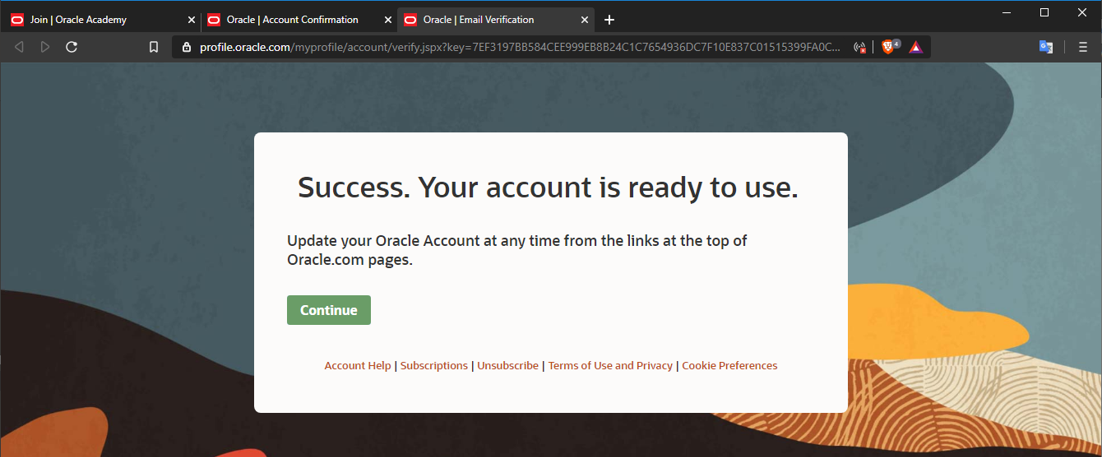 Join | Oracle Academy
Oracle | Account Confirmation
Oracle | Email Verification
profile.oracle.com/myprofile/account/verify.jspx?key=7EF3197BB584CEE999EB8B24C1C7654936DC7F10E837C01515399FA0C...
4
Success. Your account is ready to use.
Update your Oracle Account at any time from the links at the top of
Oracle.com pages.
Continue
Account Help | Subscriptions | Unsubscribe | Terms of Use and Privacy | Cookie Preferences